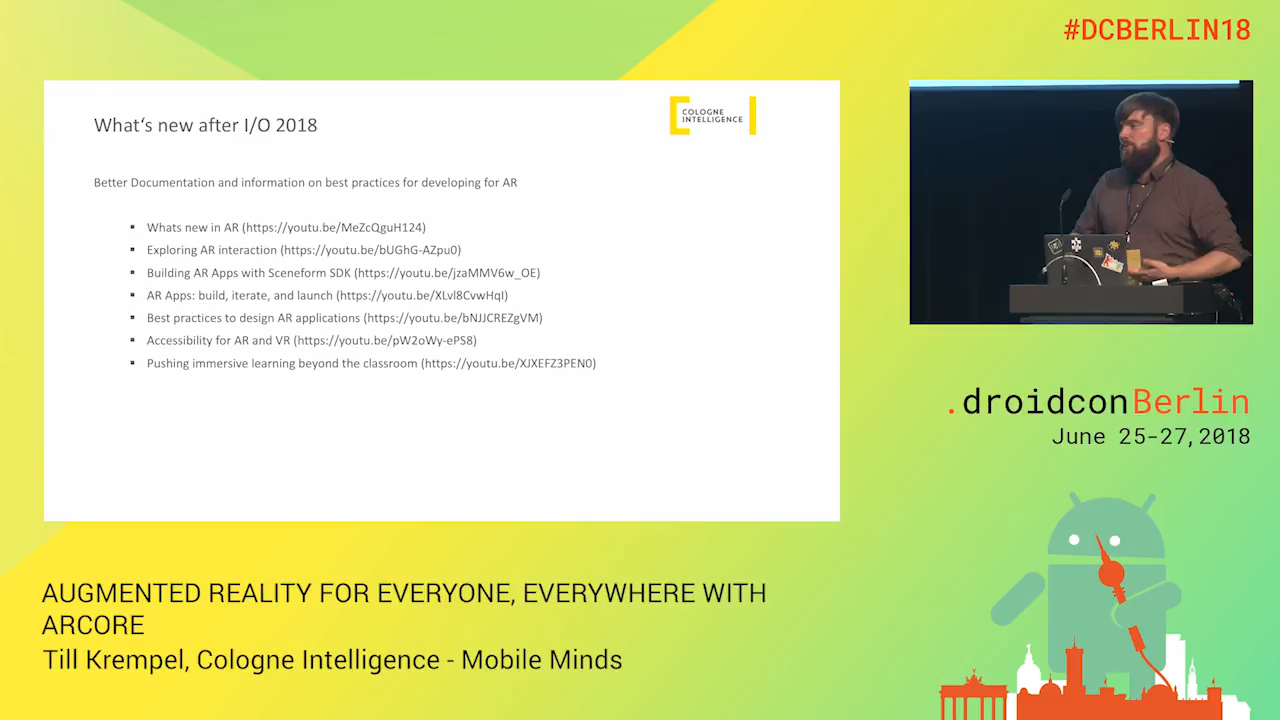 #DCBERLIN18
What's new after I/O 2018
COLOGNE
INTELLIGENCE
Better Documentation and information on best practices for developing for AR
▪ Whats new in AR (https://youtu.be/MeZcQguH124)
▪ Exploring AR interaction (https://youtu.be/bUGhG-AZpu0)
▪ Building AR Apps with Sceneform SDK (https://youtu.be/jzaMMV6w_OE)
▪ AR Apps: build, iterate, and launch (https://youtu.be/XLvl8CvwHqI)
▪ Best practices to design AR applications (https://youtu.be/bNJJCREZgVM)
▪ Accessibility for AR and VR (https://youtu.be/pW2oWy-ePS8)
▪ Pushing immersive learning beyond the classroom (https://youtu.be/XJXEFZ3PEN0)
.droidconBerlin
June 25-27,2018
AUGMENTED REALITY FOR EVERYONE, EVERYWHERE WITH
ARCORE
Till Krempel, Cologne Intelligence - Mobile Minds